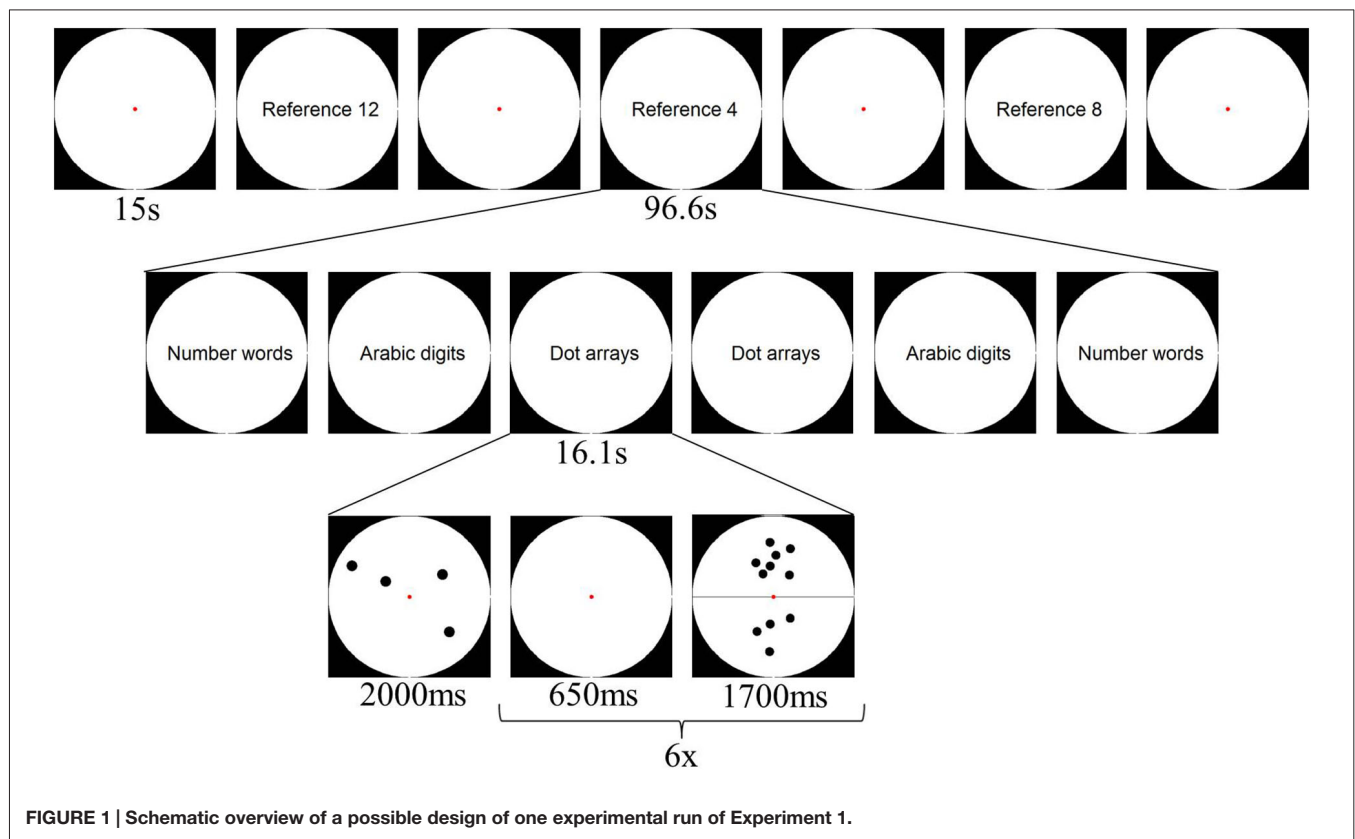 Reference 12 Reference 4 Reference 8
15s 96.6s
Number words Arabic digits Dot arrays Dot arrays Arabic digits Number words
16.1s
2000ms 650ms 1700ms
6x
FIGURE 1 | Schematic overview of a possible design of one experimental run of Experiment 1.